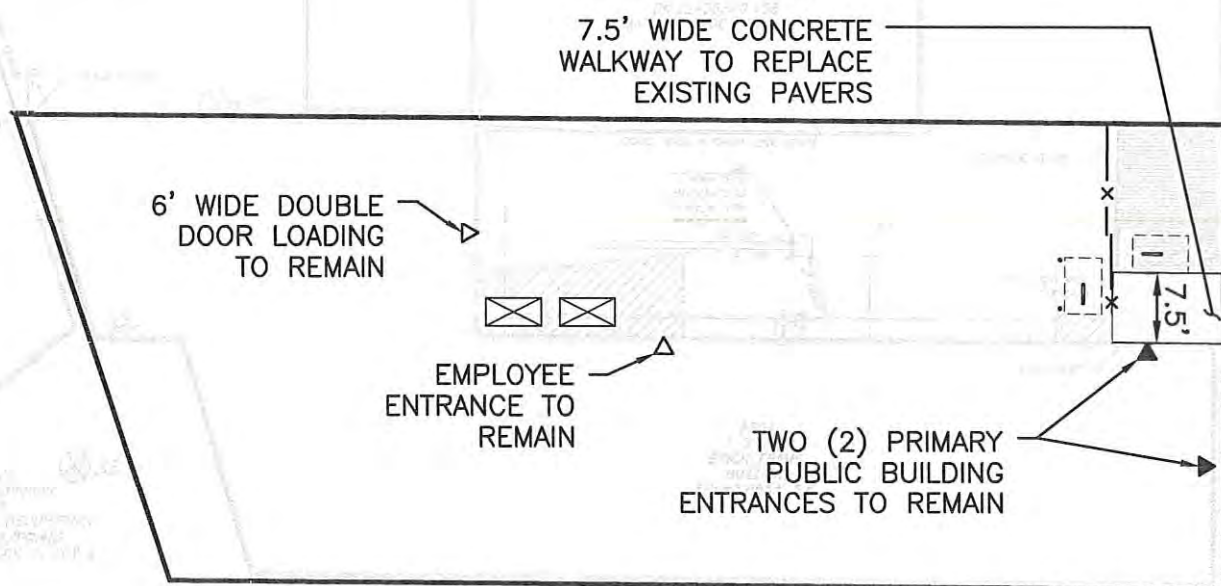 7.5' WIDE CONCRETE
WALKWAY TO REPLACE
EXISTING PAVERS
6' WIDE DOUBLE
DOOR LOADING
TO REMAIN
7.5'
EMPLOYEE
ENTRANCE TO
REMAIN
TWO (2) PRIMARY
PUBLIC BUILDING
ENTRANCES TO REMAIN